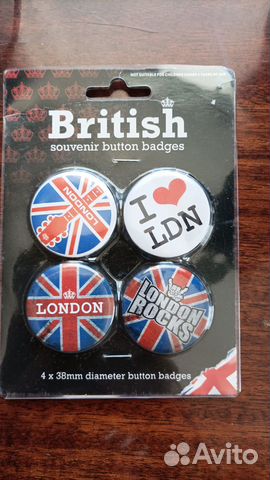 NOT SUITABLE FOR CHILDREN UNDER 3 YEARS OF AGE
British
souvenir button badges
LONDON
I ❤ LDN
LONDON
LONDON
ROCKS
4 x 38mm diameter button badges
Avito